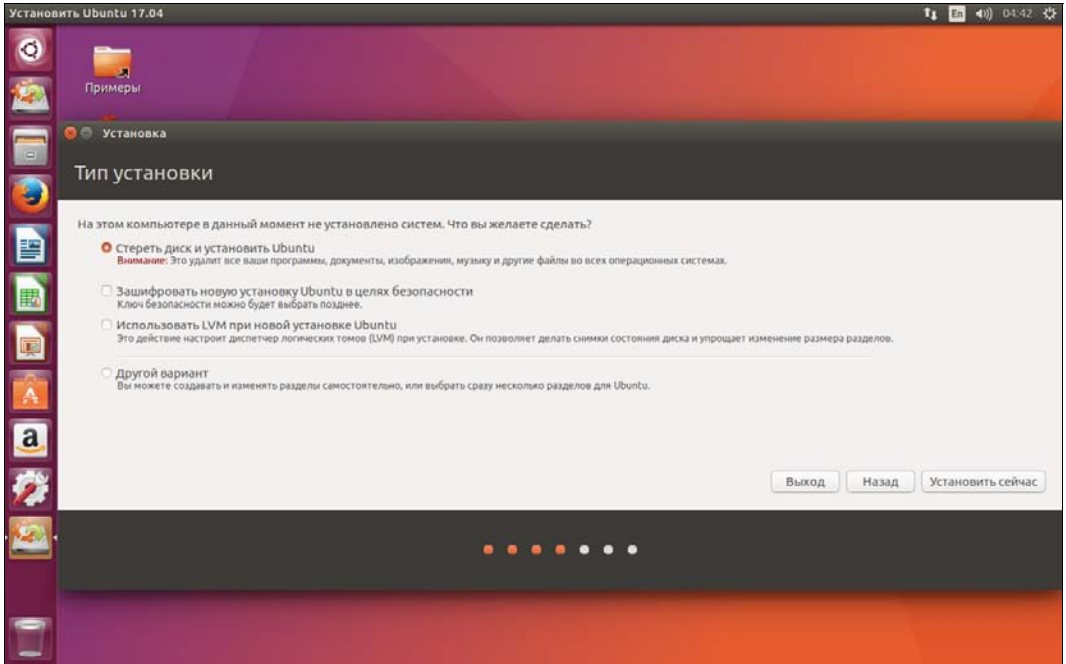 Установить Ubuntu 17.04
En
04:42
Примеры
Установка
Тип установки
На этом компьютере в данный момент не установлено систем. Что вы желаете сделать?
Стереть диск и установить Ubuntu
Внимание: Это удалит все ваши программы, документы, изображения, музыку и другие файлы во всех операционных системах.
Зашифровать новую установку Ubuntu в целях безопасности
Ключ безопасности можно будет выбрать позднее.
Использовать LVM при новой установке Ubuntu
Это действие настроит диспетчер логических томов (LVM) при установке. Он позволяет делать снимки состояния диска и упрощает изменение размера разделов.
Другой вариант
Вы можете создавать и изменять разделы самостоятельно, или выбрать сразу несколько разделов для Ubuntu.
Выход
Назад
Установить сейчас